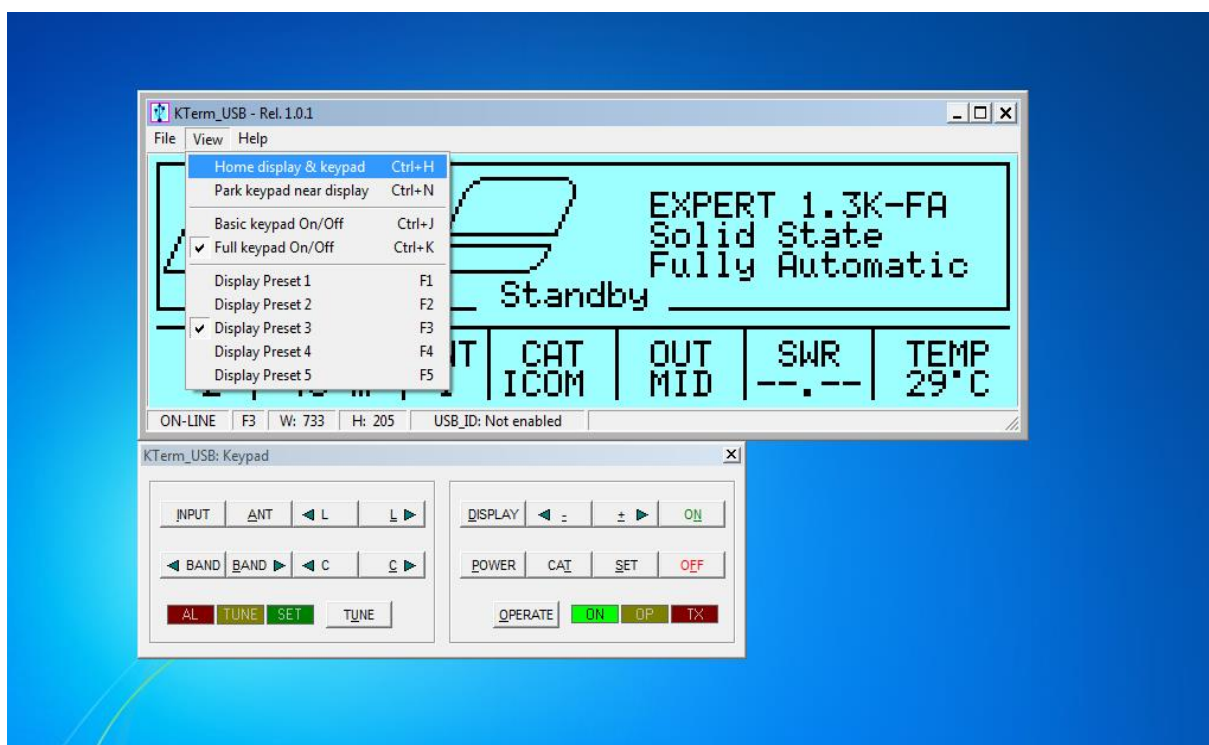 KTerm_USB - Rel. 1.0.1
File View Help
Home display & keypad Ctrl+H
Park keypad near display Ctrl+N
Basic keypad On/Off Ctrl+J
Full keypad On/Off Ctrl+K
Display Preset 1 F1
Display Preset 2 F2
Display Preset 3 F3
Display Preset 4 F4
Display Preset 5 F5
EXPERT 1.3K-FA
Solid State
Fully Automatic
Standby
CAT OUT SWR TEMP
ICOM MID --.-- 29°C
ON-LINE F3 W: 733 H: 205 USB_ID: Not enabled
KTerm_USB: Keypad
INPUT ANT ◀ L L ▶ DISPLAY ◀ - + ▶ ON
◀ BAND BAND ▶ ◀ C C ▶ POWER CAT SET OFF
AL TUNE SET TUNE OPERATE ON OP TX